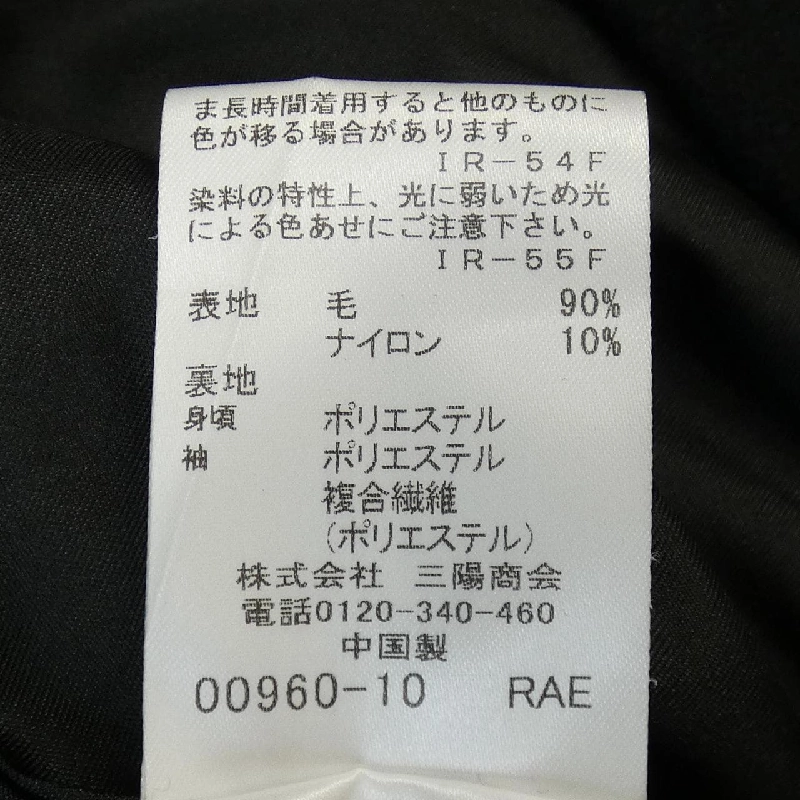 ま長時間着用すると他のものに
色が移る場合があります。
IR-54F
染料の特性上、光に弱いため光
による色あせにご注意下さい。
IR-55F
表地 毛 90%
ナイロン 10%
裏地
身頃 ポリエステル
袖 ポリエステル
複合繊維
(ポリエステル)
株式会社 三陽商会
電話0120-340-460
中国製
00960-10 RAE